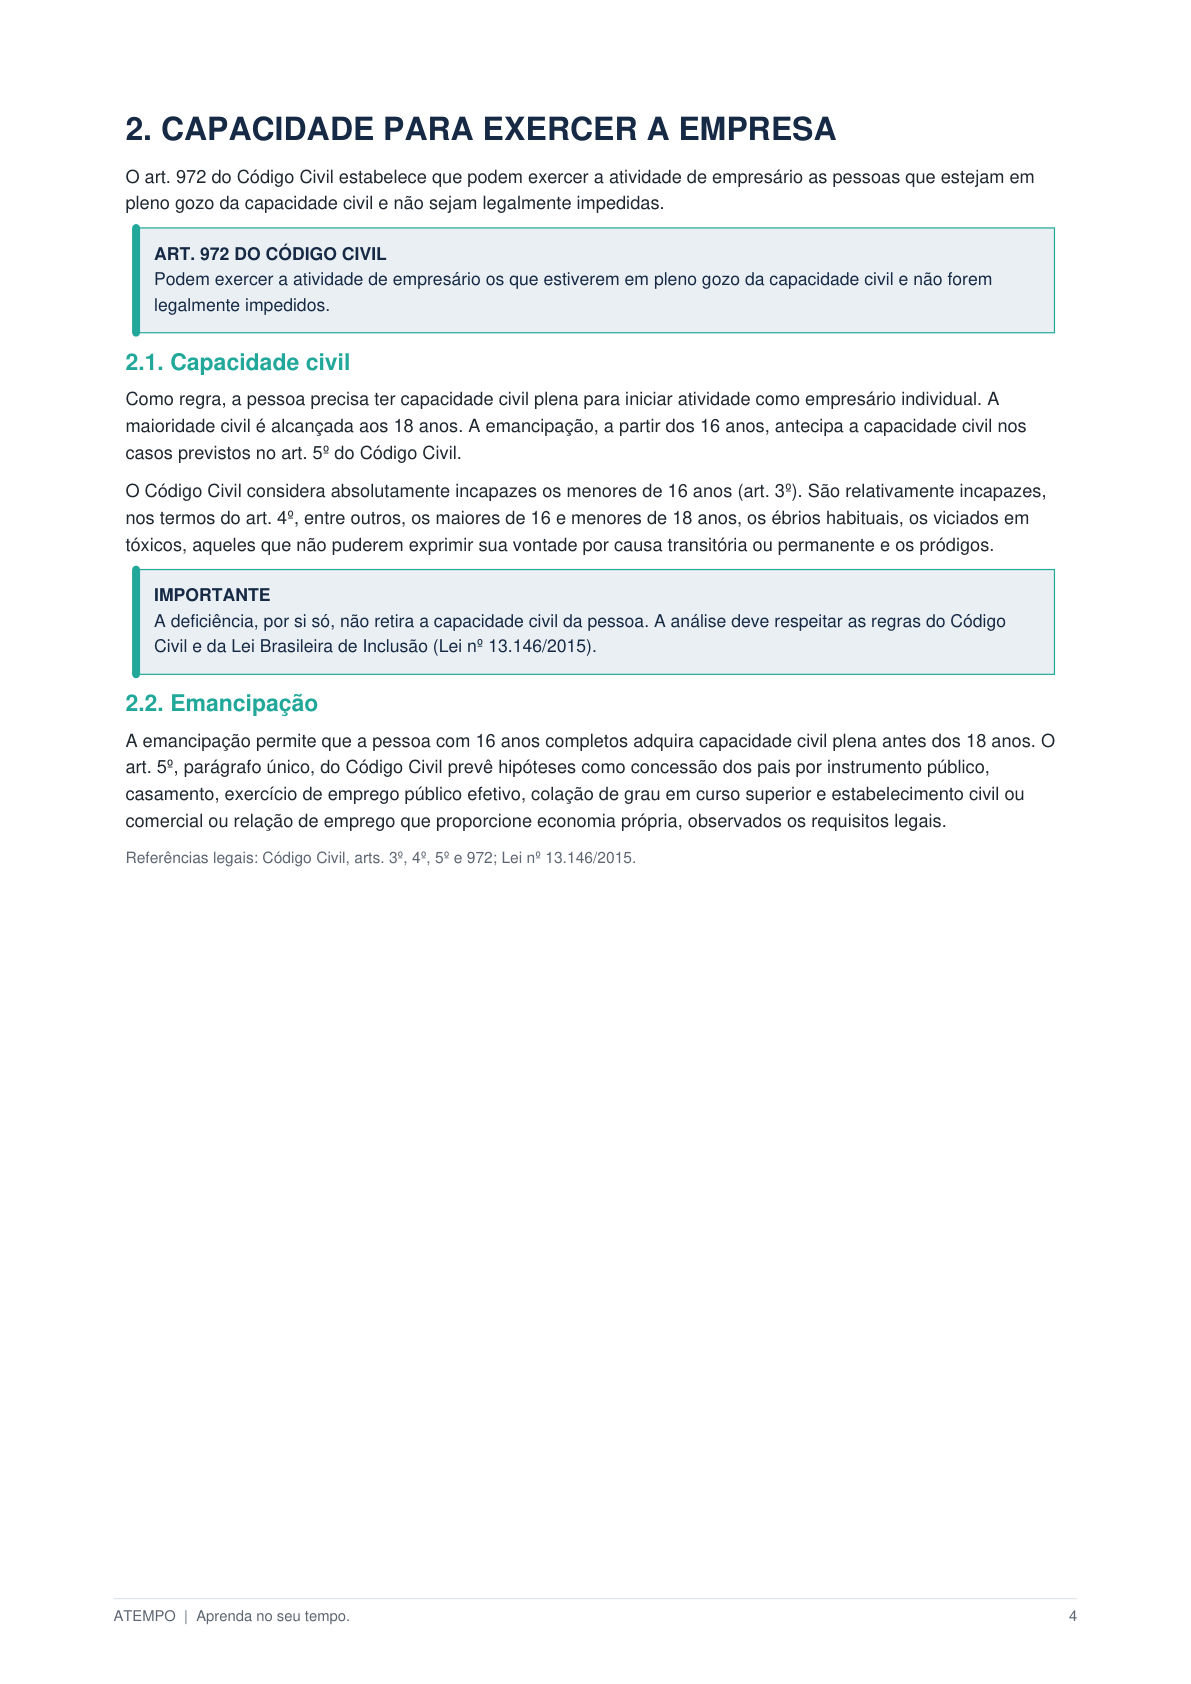 2. CAPACIDADE PARA EXERCER A EMPRESA
O art. 972 do Código Civil estabelece que podem exercer a atividade de empresário as pessoas que estejam em
pleno gozo da capacidade civil e não sejam legalmente impedidas.
ART. 972 DO CÓDIGO CIVIL
Podem exercer a atividade de empresário os que estiverem em pleno gozo da capacidade civil e não forem
legalmente impedidos.
2.1. Capacidade civil
Como regra, a pessoa precisa ter capacidade civil plena para iniciar atividade como empresário individual. A
maioridade civil é alcançada aos 18 anos. A emancipação, a partir dos 16 anos, antecipa a capacidade civil nos
casos previstos no art. 5º do Código Civil.
O Código Civil considera absolutamente incapazes os menores de 16 anos (art. 3º). São relativamente incapazes,
nos termos do art. 4º, entre outros, os maiores de 16 e menores de 18 anos, os ébrios habituais, os viciados em
tóxicos, aqueles que não puderem exprimir sua vontade por causa transitória ou permanente e os pródigos.
IMPORTANTE
A deficiência, por si só, não retira a capacidade civil da pessoa. A análise deve respeitar as regras do Código
Civil e da Lei Brasileira de Inclusão (Lei nº 13.146/2015).
2.2. Emancipação
A emancipação permite que a pessoa com 16 anos completos adquira capacidade civil plena antes dos 18 anos. O
art. 5º, parágrafo único, do Código Civil prevê hipóteses como concessão dos pais por instrumento público,
casamento, exercício de emprego público efetivo, colação de grau em curso superior e estabelecimento civil ou
comercial ou relação de emprego que proporcione economia própria, observados os requisitos legais.
Referências legais: Código Civil, arts. 3º, 4º, 5º e 972; Lei nº 13.146/2015.
ATEMPO | Aprenda no seu tempo.
4